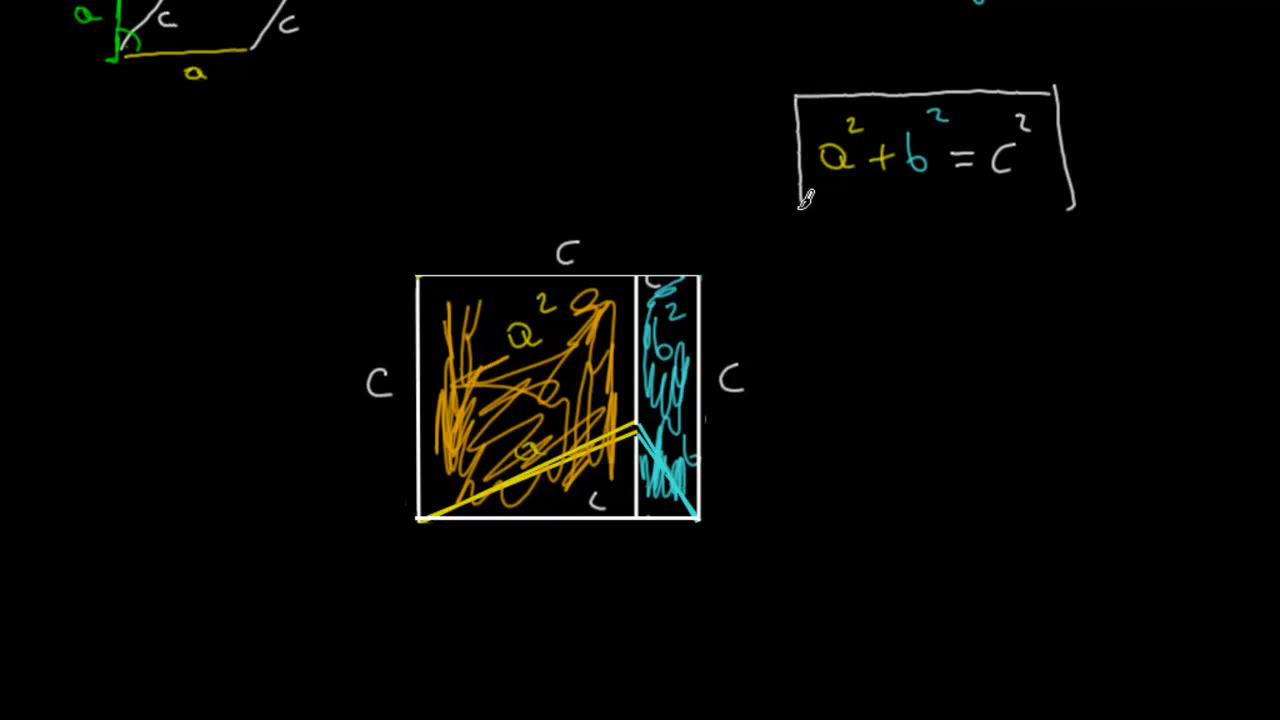 a c c
a
a² + b² = c²
c
c
a² b²
c c
a b
c